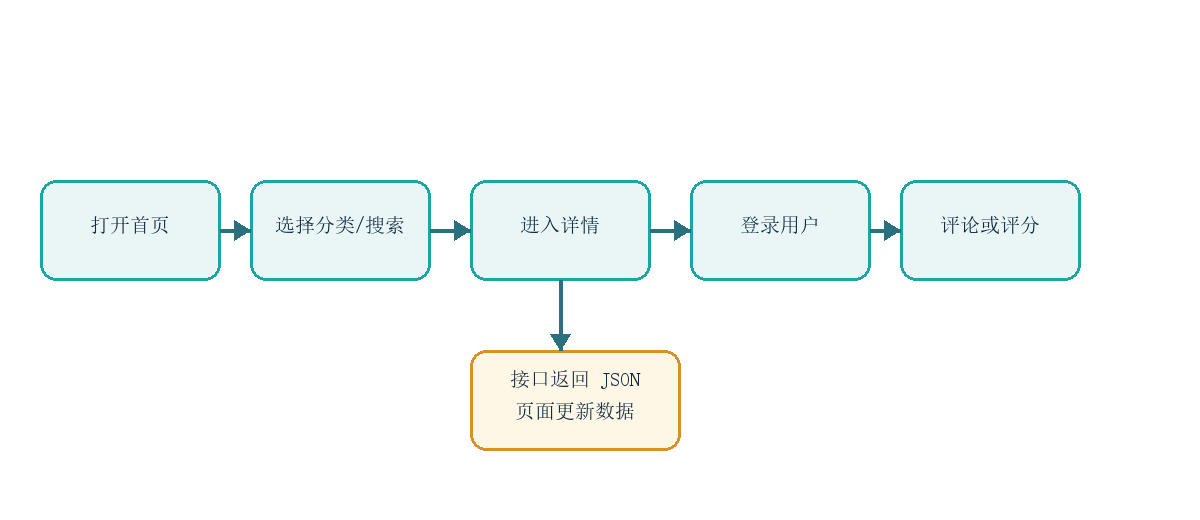 打开首页
选择分类/搜索
进入详情
登录用户
评论或评分
接口返回 JSON
页面更新数据